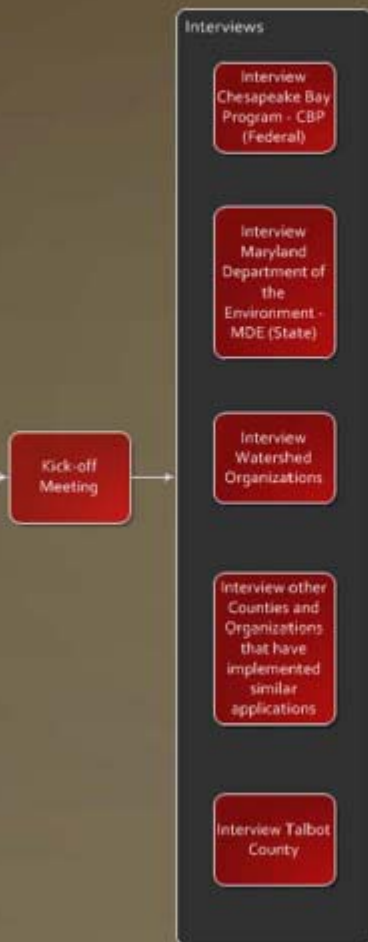 Interviews
Interview
Chesapeake Bay
Program - CBP
(Federal)
Interview
Maryland
Department of
the
Environment -
MDE (State)
Kick-off
Meeting
Interview
Watershed
Organizations
Interview other
Counties and
Organizations
that have
implemented
similar
applications
Interview Talbot
County